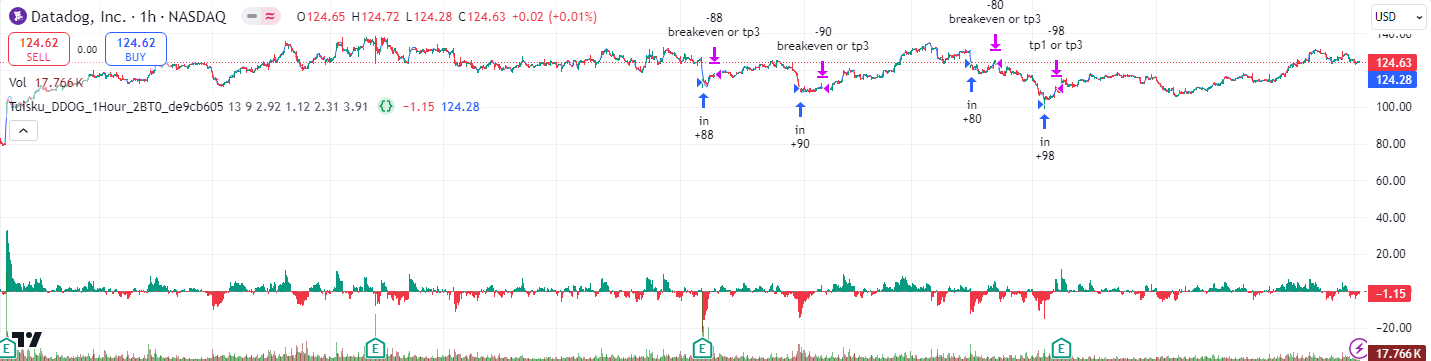 Datadog, Inc. · 1h · NASDAQ O124.65 H124.72 L124.28 C124.63 +0.02 (+0.01%)
124.62
SELL
0.00
124.62
BUY
Vol 17.766 K
Tufisku_DDOG_1Hour_2BT0_de9cb605 13 9 2.92 1.12 2.31 3.91 {} −1.15 124.28
-88
breakeven or tp3
-90
breakeven or tp3
-80
breakeven or tp3
-98
tp1 or tp3
in
+88
in
+90
in
+80
in
+98
USD
140.00
124.63
124.28
100.00
80.00
60.00
40.00
20.00
−1.15
−20.00
17.766 K
E
E
E
E